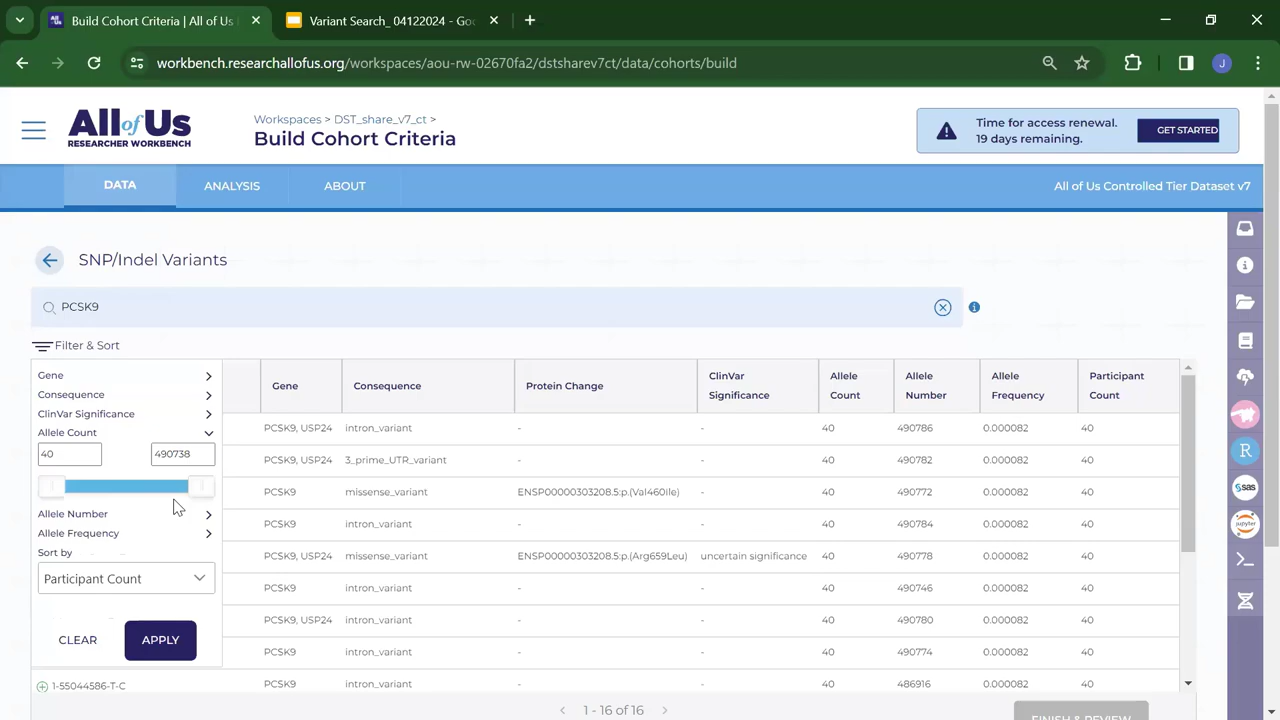 Build Cohort Criteria | All of Us
Variant Search_ 04122024 - Goo
workbench.researchallofus.org/workspaces/aou-rw-02670fa2/dstsharev7ct/data/cohorts/build
J
All of Us
RESEARCHER WORKBENCH
Workspaces > DST_share_v7_ct >
Build Cohort Criteria
Time for access renewal.
19 days remaining.
GET STARTED
DATA
ANALYSIS
ABOUT
All of Us Controlled Tier Dataset v7
SNP/Indel Variants
PCSK9
Filter & Sort
Gene
Consequence
ClinVar Significance
Allele Count
40
490738
Allele Number
Allele Frequency
Sort by
Participant Count
CLEAR
APPLY
Gene Consequence Protein Change ClinVar Significance Allele Count Allele Number Allele Frequency Participant Count
PCSK9, USP24 intron_variant - - 40 490786 0.000082 40
PCSK9, USP24 3_prime_UTR_variant - - 40 490782 0.000082 40
PCSK9 missense_variant ENSP00000303208.5:p.(Val460Ile) - 40 490772 0.000082 40
PCSK9 intron_variant - - 40 490784 0.000082 40
PCSK9 missense_variant ENSP00000303208.5:p.(Arg659Leu) uncertain significance 40 490778 0.000082 40
PCSK9 intron_variant - - 40 490746 0.000082 40
PCSK9, USP24 intron_variant - - 40 490780 0.000082 40
PCSK9 intron_variant - - 40 490774 0.000082 40
1-55044586-T-C PCSK9 intron_variant - - 40 486916 0.000082 40
1 - 16 of 16
FINISH & REVIEW
R
sas
jupyter